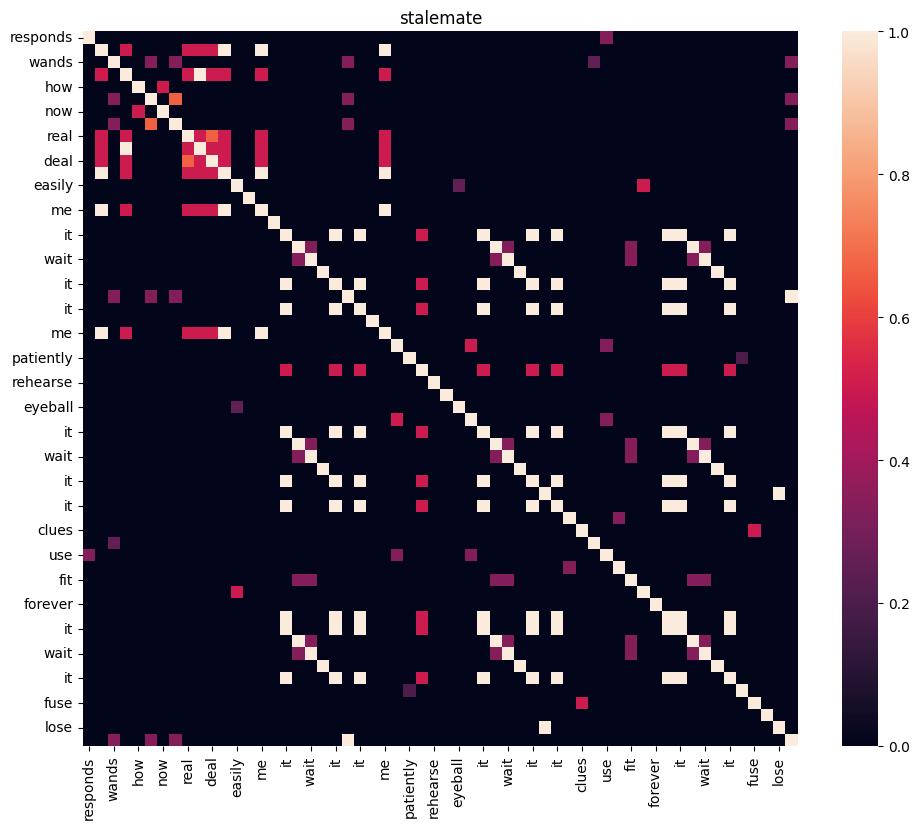 stalemate
responds
wands
how
now
real
deal
easily
me
it
wait
it
it
me
patiently
rehearse
eyeball
it
wait
it
it
clues
use
fit
forever
it
wait
it
fuse
lose
1.0
0.8
0.6
0.4
0.2
0.0
responds
wands
how
now
real
deal
easily
me
it
wait
it
it
me
patiently
rehearse
eyeball
it
wait
it
it
clues
use
fit
forever
it
wait
it
fuse
lose